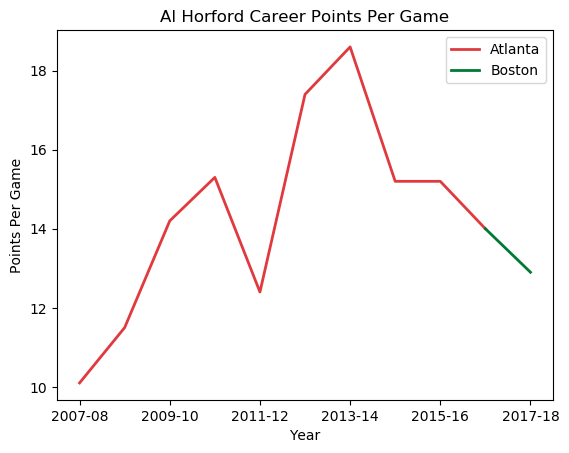 Al Horford Career Points Per Game
Atlanta
Boston
Points Per Game
18
16
14
12
10
2007-08 2009-10 2011-12 2013-14 2015-16 2017-18
Year